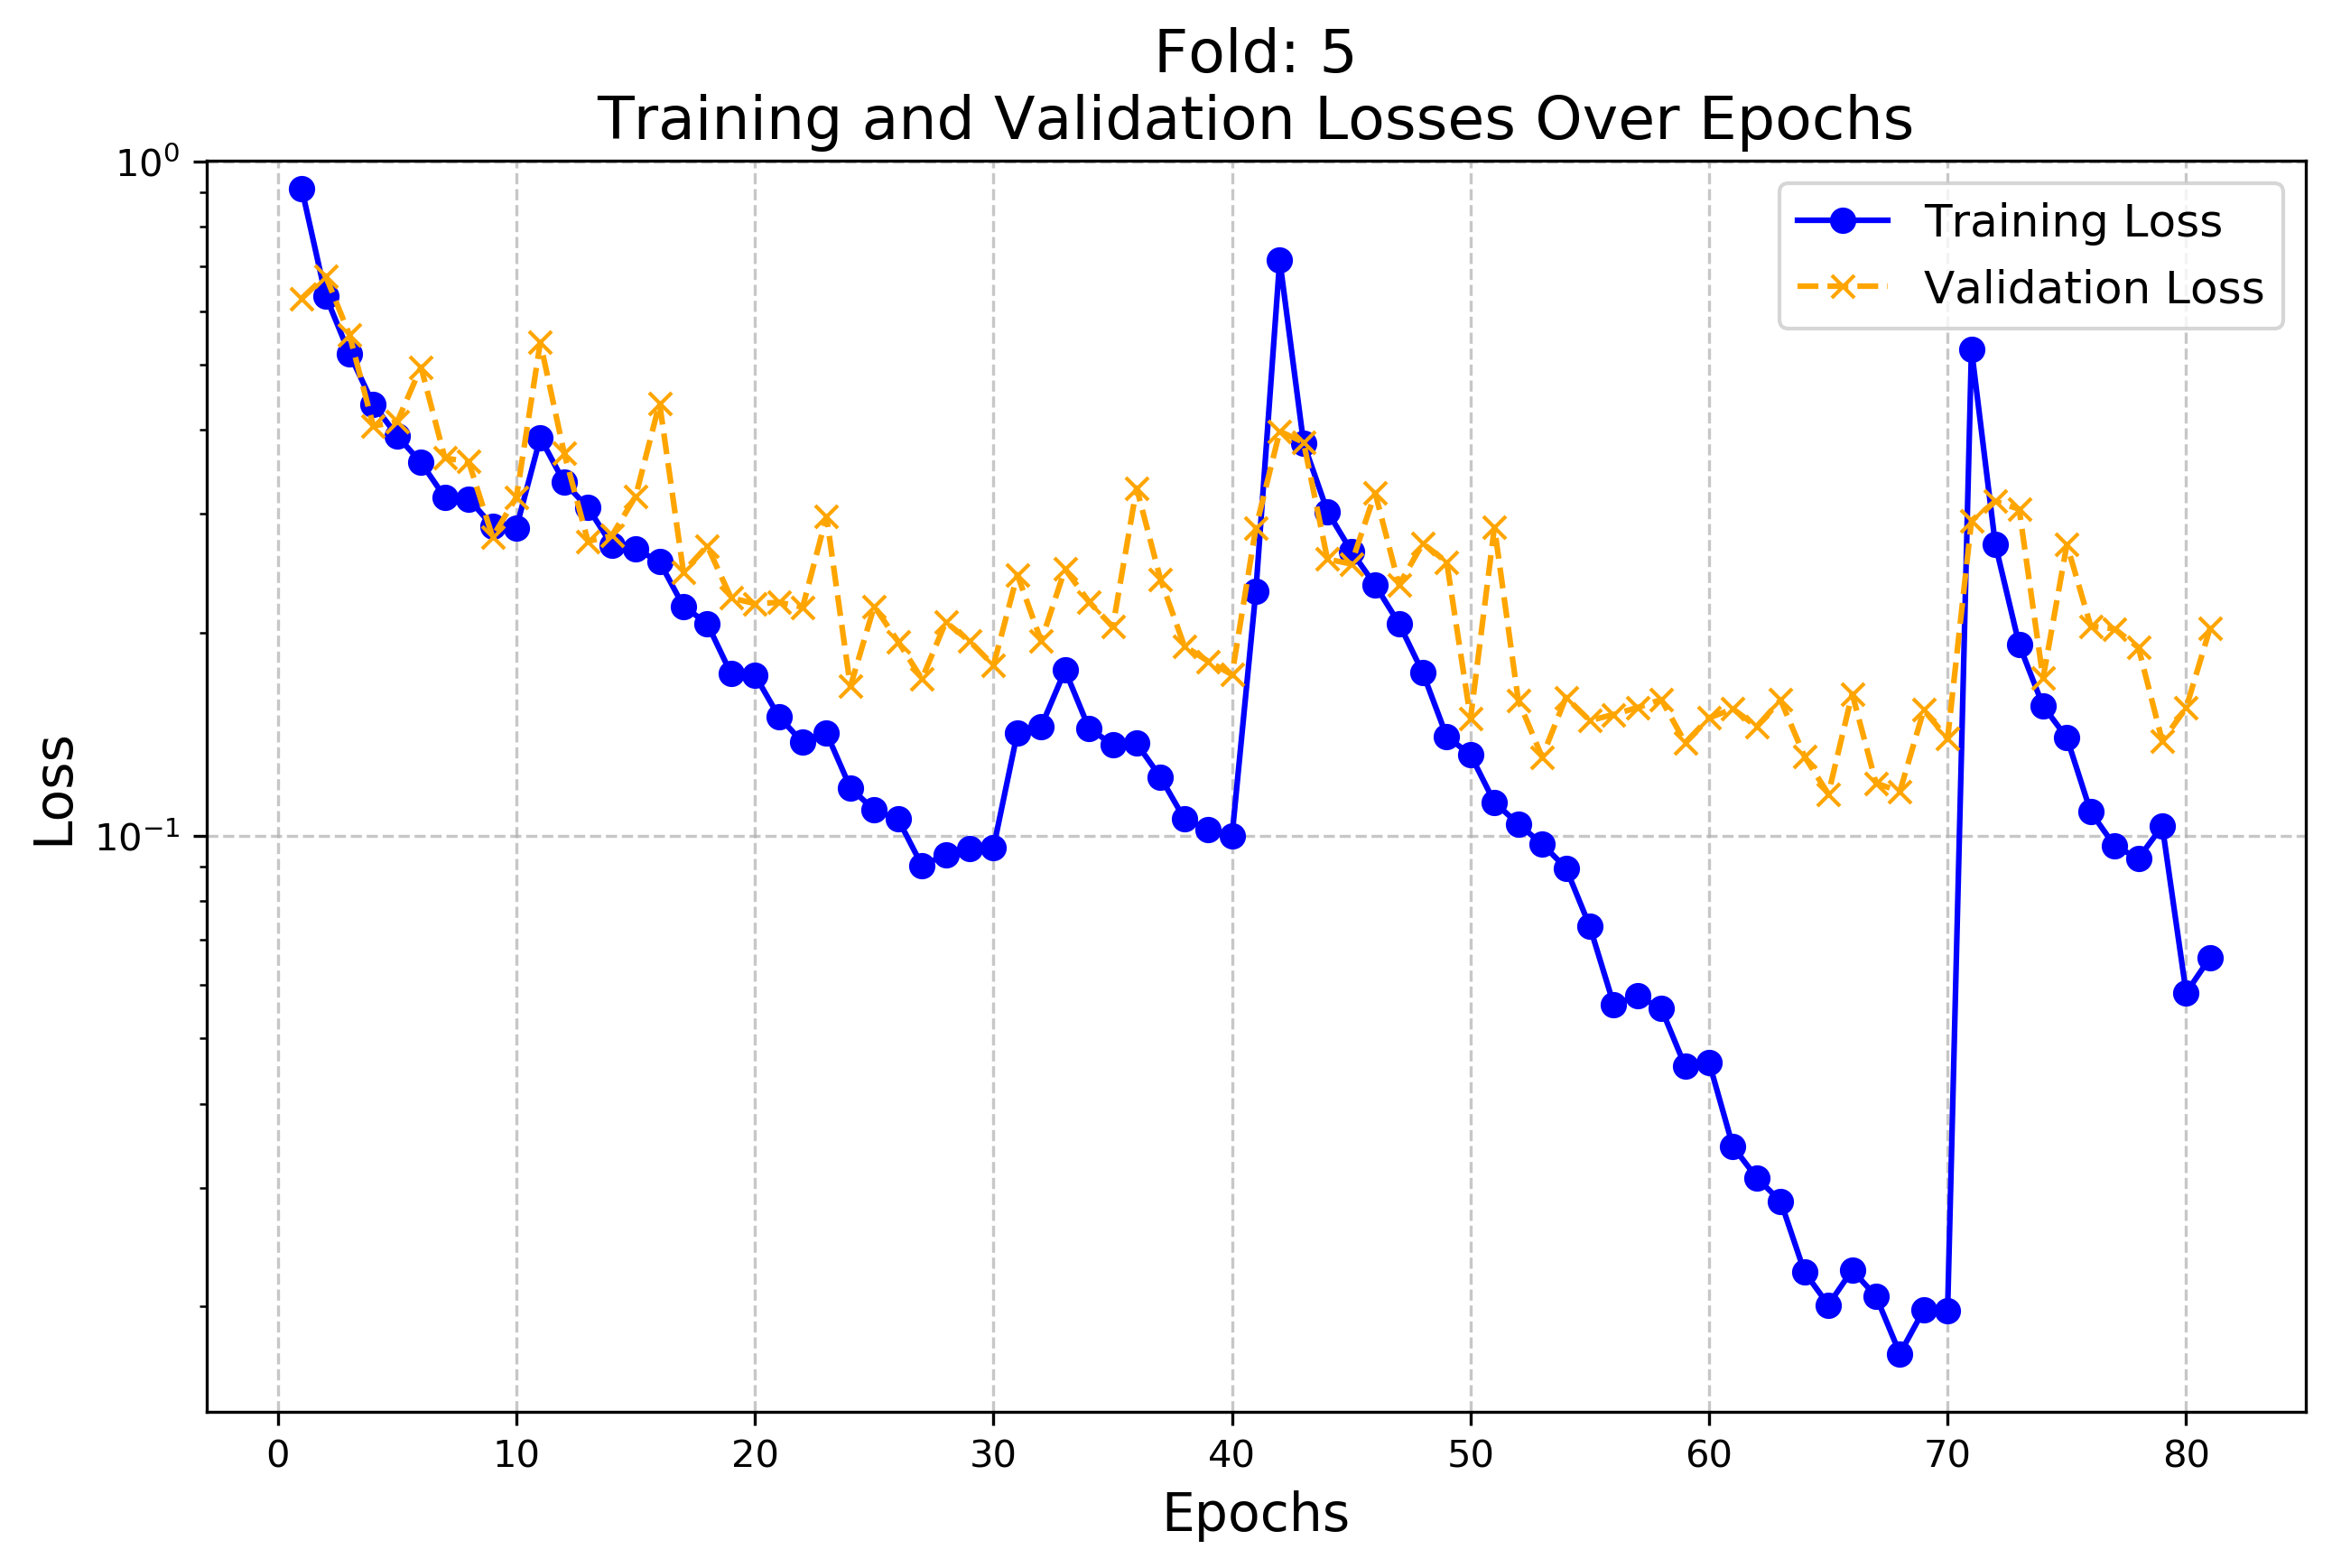 Fold: 5
Training and Validation Losses Over Epochs
10⁰
10⁻¹
Loss
Training Loss
Validation Loss
0 10 20 30 40 50 60 70 80
Epochs